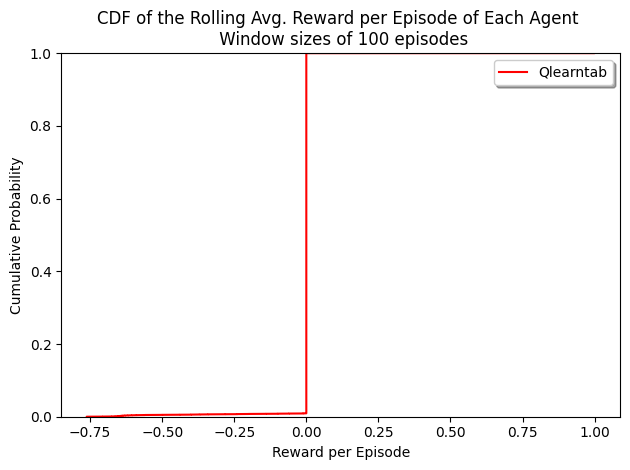 CDF of the Rolling Avg. Reward per Episode of Each Agent
Window sizes of 100 episodes
Qlearntab
Cumulative Probability
1.0
0.8
0.6
0.4
0.2
0.0
−0.75 −0.50 −0.25 0.00 0.25 0.50 0.75 1.00
Reward per Episode